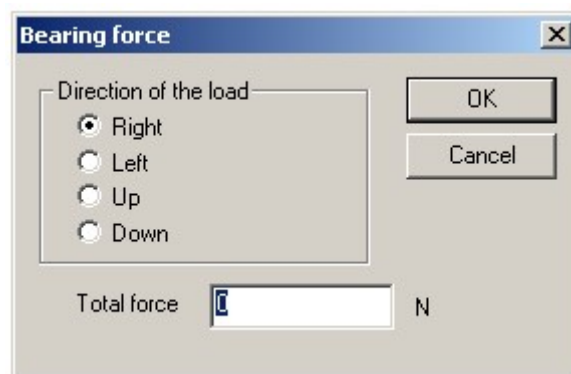 Bearing force
Direction of the load
Right
Left
Up
Down
OK
Cancel
Total force 0 N